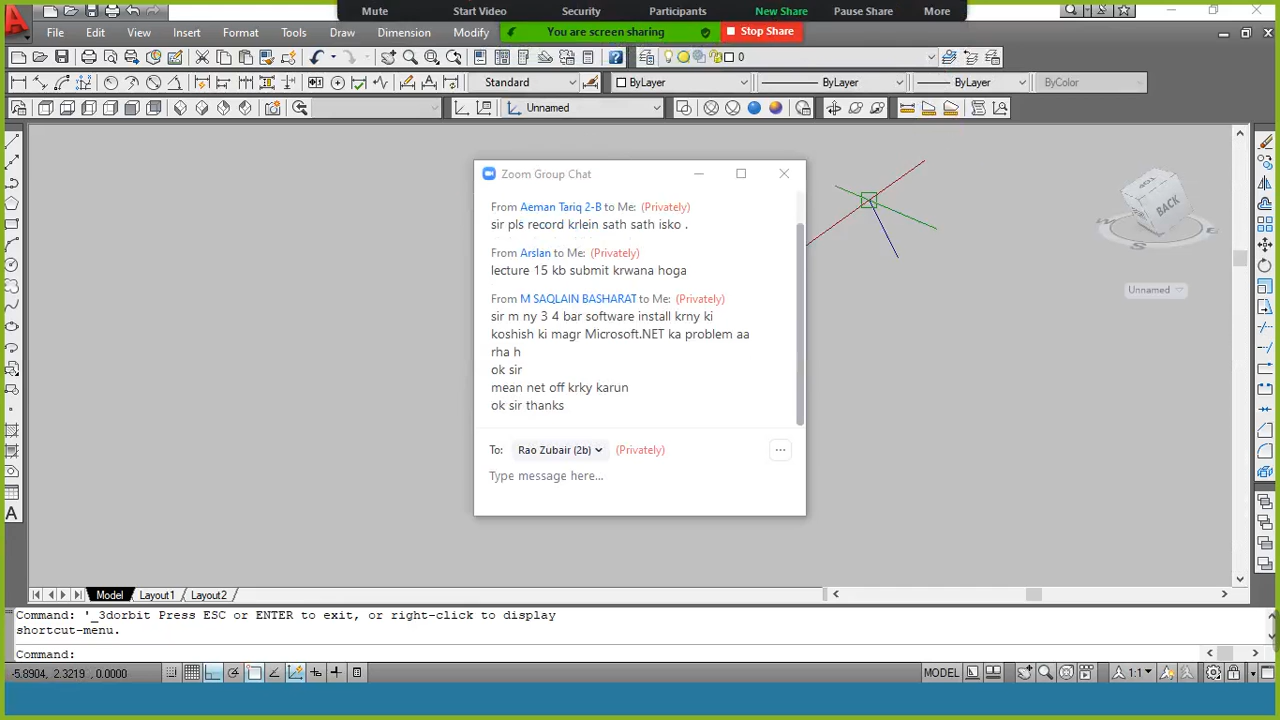 Mute Start Video Security Participants New Share Pause Share More
File Edit View Insert Format Tools Draw Dimension Modify
You are screen sharing Stop Share
0
Standard ByLayer ByLayer ByLayer ByColor
Unnamed
Zoom Group Chat
From Aeman Tariq 2-B to Me: (Privately)
sir pls record krlein sath sath isko .
From Arslan to Me: (Privately)
lecture 15 kb submit krwana hoga
From M SAQLAIN BASHARAT to Me: (Privately)
sir m ny 3 4 bar software install krny ki
koshish ki magr Microsoft.NET ka problem aa
rha h
ok sir
mean net off krky karun
ok sir thanks
To: Rao Zubair (2b) (Privately)
Type message here...
TOP
BACK
S
Unnamed
A
Model Layout1 Layout2
Command: '_3dorbit Press ESC or ENTER to exit, or right-click to display
shortcut-menu.
Command:
-5.8904, 2.3219 , 0.0000 MODEL 1:1